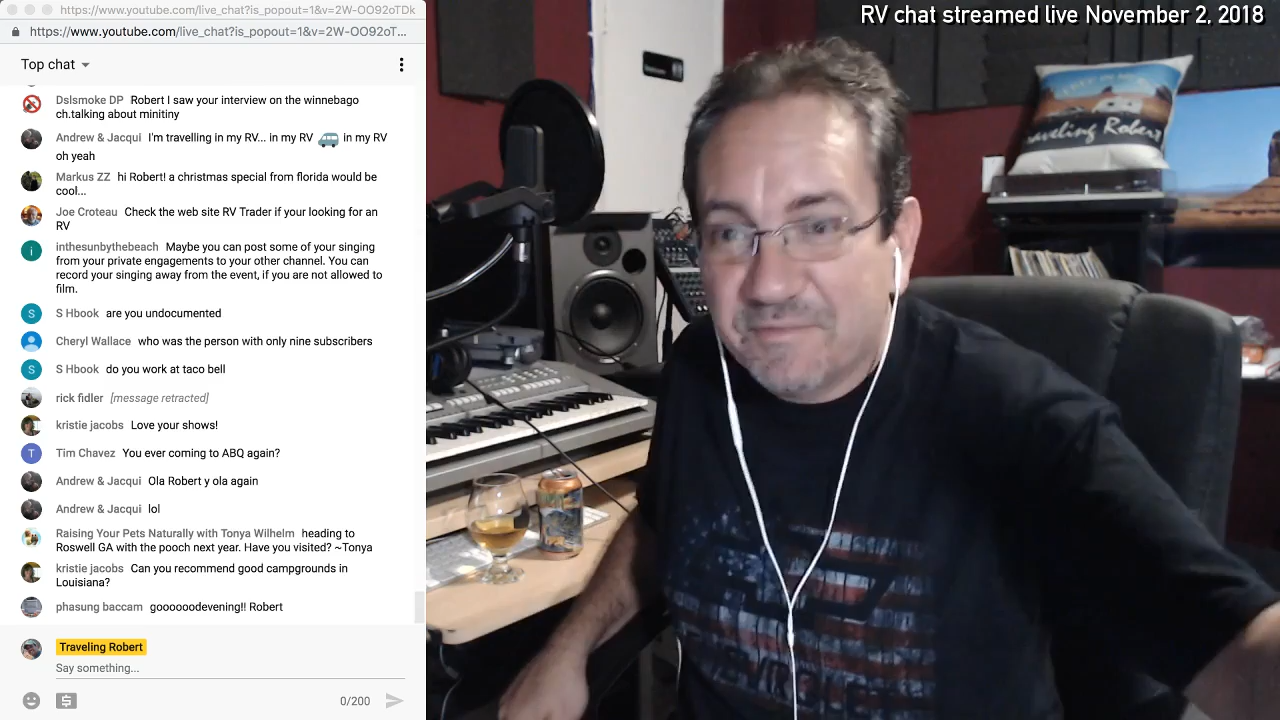 https://www.youtube.com/live_chat?is_popout=1&v=2W-OO92oTDk
https://www.youtube.com/live_chat?is_popout=1&v=2W-OO92oT...
RV chat streamed live November 2, 2018
Top chat
Dslsmoke DP Robert I saw your interview on the winnebago
ch.talking about minitiny
Andrew & Jacqui I'm travelling in my RV... in my RV 🚐 in my RV
oh yeah
Markus ZZ hi Robert! a christmas special from florida would be
cool...
Joe Croteau Check the web site RV Trader if your looking for an
RV
inthesunbythebeach Maybe you can post some of your singing
from your private engagements to your other channel. You can
record your singing away from the event, if you are not allowed to
film.
S Hbook are you undocumented
Cheryl Wallace who was the person with only nine subscribers
S Hbook do you work at taco bell
rick fidler [message retracted]
kristie jacobs Love your shows!
Tim Chavez You ever coming to ABQ again?
Andrew & Jacqui Ola Robert y ola again
Andrew & Jacqui lol
Raising Your Pets Naturally with Tonya Wilhelm heading to
Roswell GA with the pooch next year. Have you visited? ~Tonya
kristie jacobs Can you recommend good campgrounds in
Louisiana?
phasung baccam goooooodevening!! Robert
Traveling Robert
Say something...
0/200
i
S
S
T
Traveling Robert